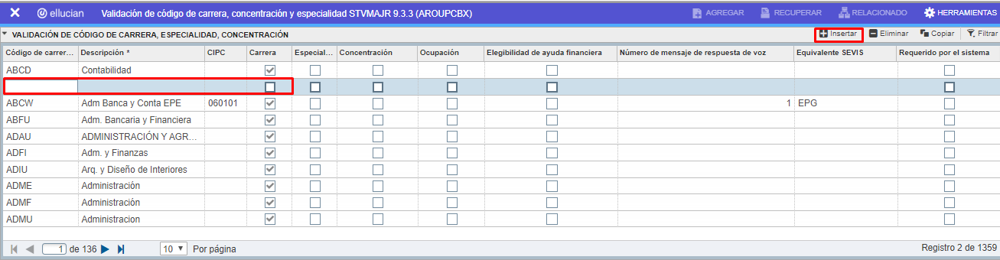 ✕ ellucian Validación de código de carrera, concentración y especialidad STVMAJR 9.3.3 (AROUPCBX) AGREGAR RECUPERAR RELACIONADO HERRAMIENTAS
VALIDACIÓN DE CÓDIGO DE CARRERA, ESPECIALIDAD, CONCENTRACIÓN Insertar Eliminar Copiar Filtrar
Código de carrer... Descripción * CIPC Carrera Especial... Concentración Ocupación Elegibilidad de ayuda financiera Número de mensaje de respuesta de voz Equivalente SEVIS Requerido por el sistema
ABCD Contabilidad
ABCW Adm Banca y Conta EPE 060101 1 EPG
ABFU Adm. Bancaria y Financiera
ADAU ADMINISTRACIÓN Y AGR...
ADFI Adm. y Finanzas
ADIU Arq. y Diseño de Interiores
ADME Administración
ADMF Administración
ADMU Administracion
1 de 136 10 Por página Registro 2 de 1359